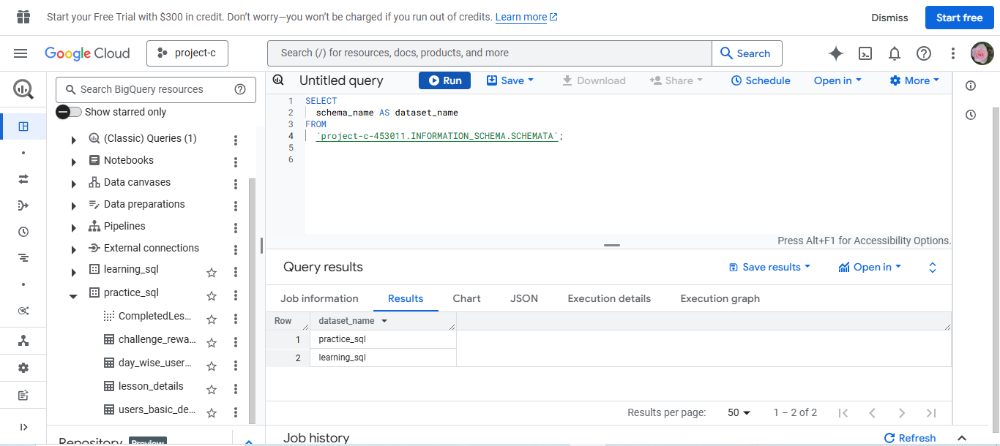 Start your Free Trial with $300 in credit. Don't worry—you won't be charged if you run out of credits. Learn more
Dismiss
Start free
Google Cloud
project-c
Search (/) for resources, docs, products, and more
Search
Search BigQuery resources
Show starred only
(Classic) Queries (1)
Notebooks
Data canvases
Data preparations
Pipelines
External connections
learning_sql
practice_sql
CompletedLes...
challenge_rewa...
day_wise_user...
lesson_details
users_basic_de...
Repository Preview
Untitled query
Run
Save
Download
Share
Schedule
Open in
More
1 SELECT
2 schema_name AS dataset_name
3 FROM
4 `project-c-453011.INFORMATION_SCHEMA.SCHEMATA`;
5
6
Press Alt+F1 for Accessibility Options.
Query results
Save results
Open in
Job information
Results
Chart
JSON
Execution details
Execution graph
Row dataset_name
1 practice_sql
2 learning_sql
Results per page: 50 1 – 2 of 2
Job history
Refresh